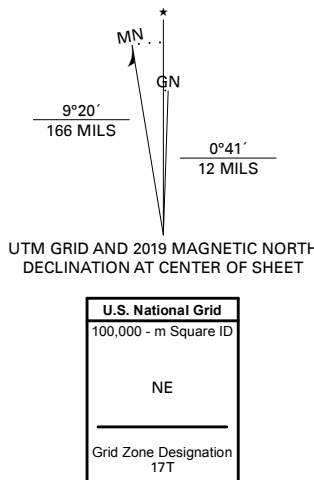 ★
MN
GN
9°20´
166 MILS
0°41´
12 MILS
UTM GRID AND 2019 MAGNETIC NORTH
DECLINATION AT CENTER OF SHEET
U.S. National Grid
100,000 - m Square ID
NE
Grid Zone Designation
17T